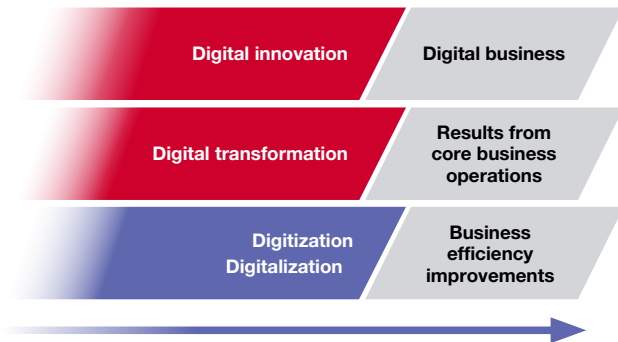 Digital innovation
Digital business
Digital transformation
Results from
core business
operations
Digitization
Digitalization
Business
efficiency
improvements